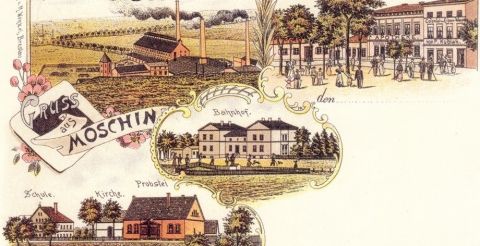 Gruss
aus
MOSCHIN
den
Bahnhof.
Schule. Kirche. Probstei